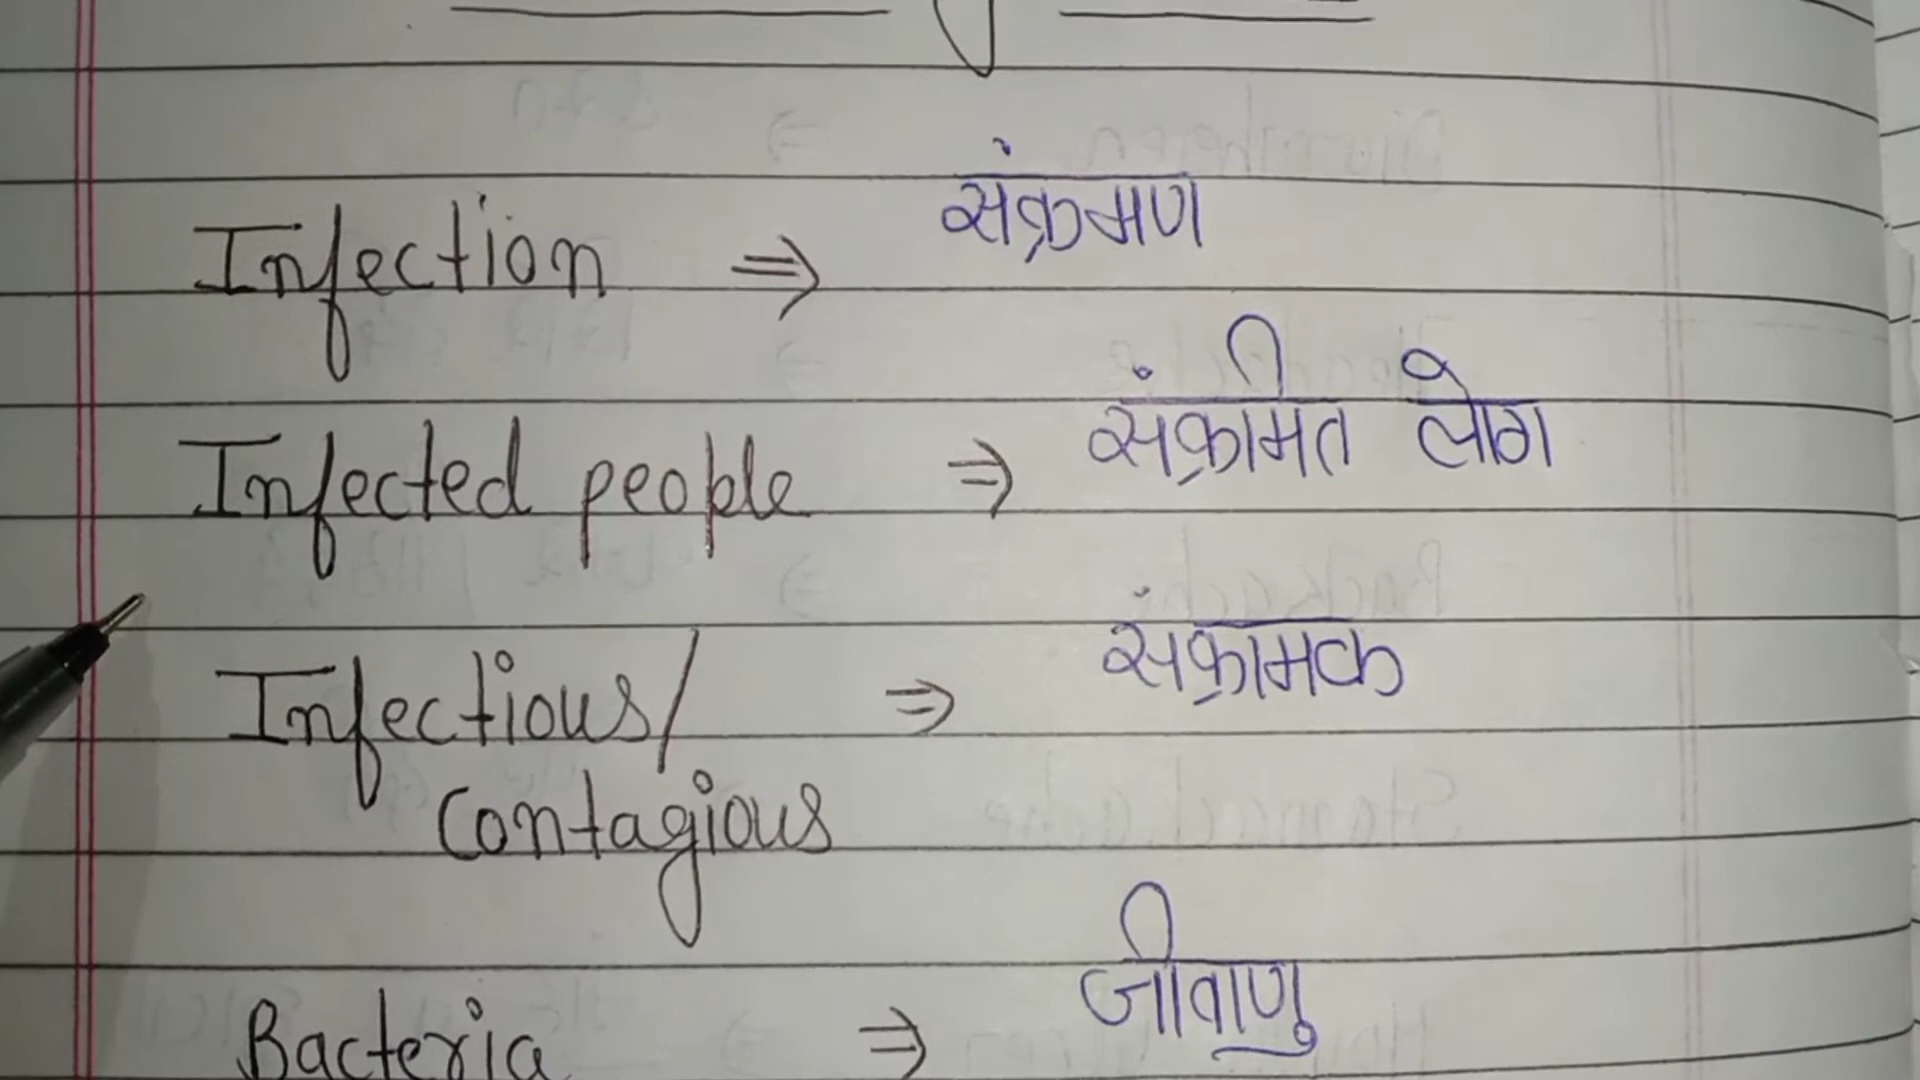 Infection ⇒ संक्रमण
Infected people ⇒ संक्रमित लोग
Infectious/ ⇒ संक्रामक
Contagious
Bacteria ⇒ जीवाणु